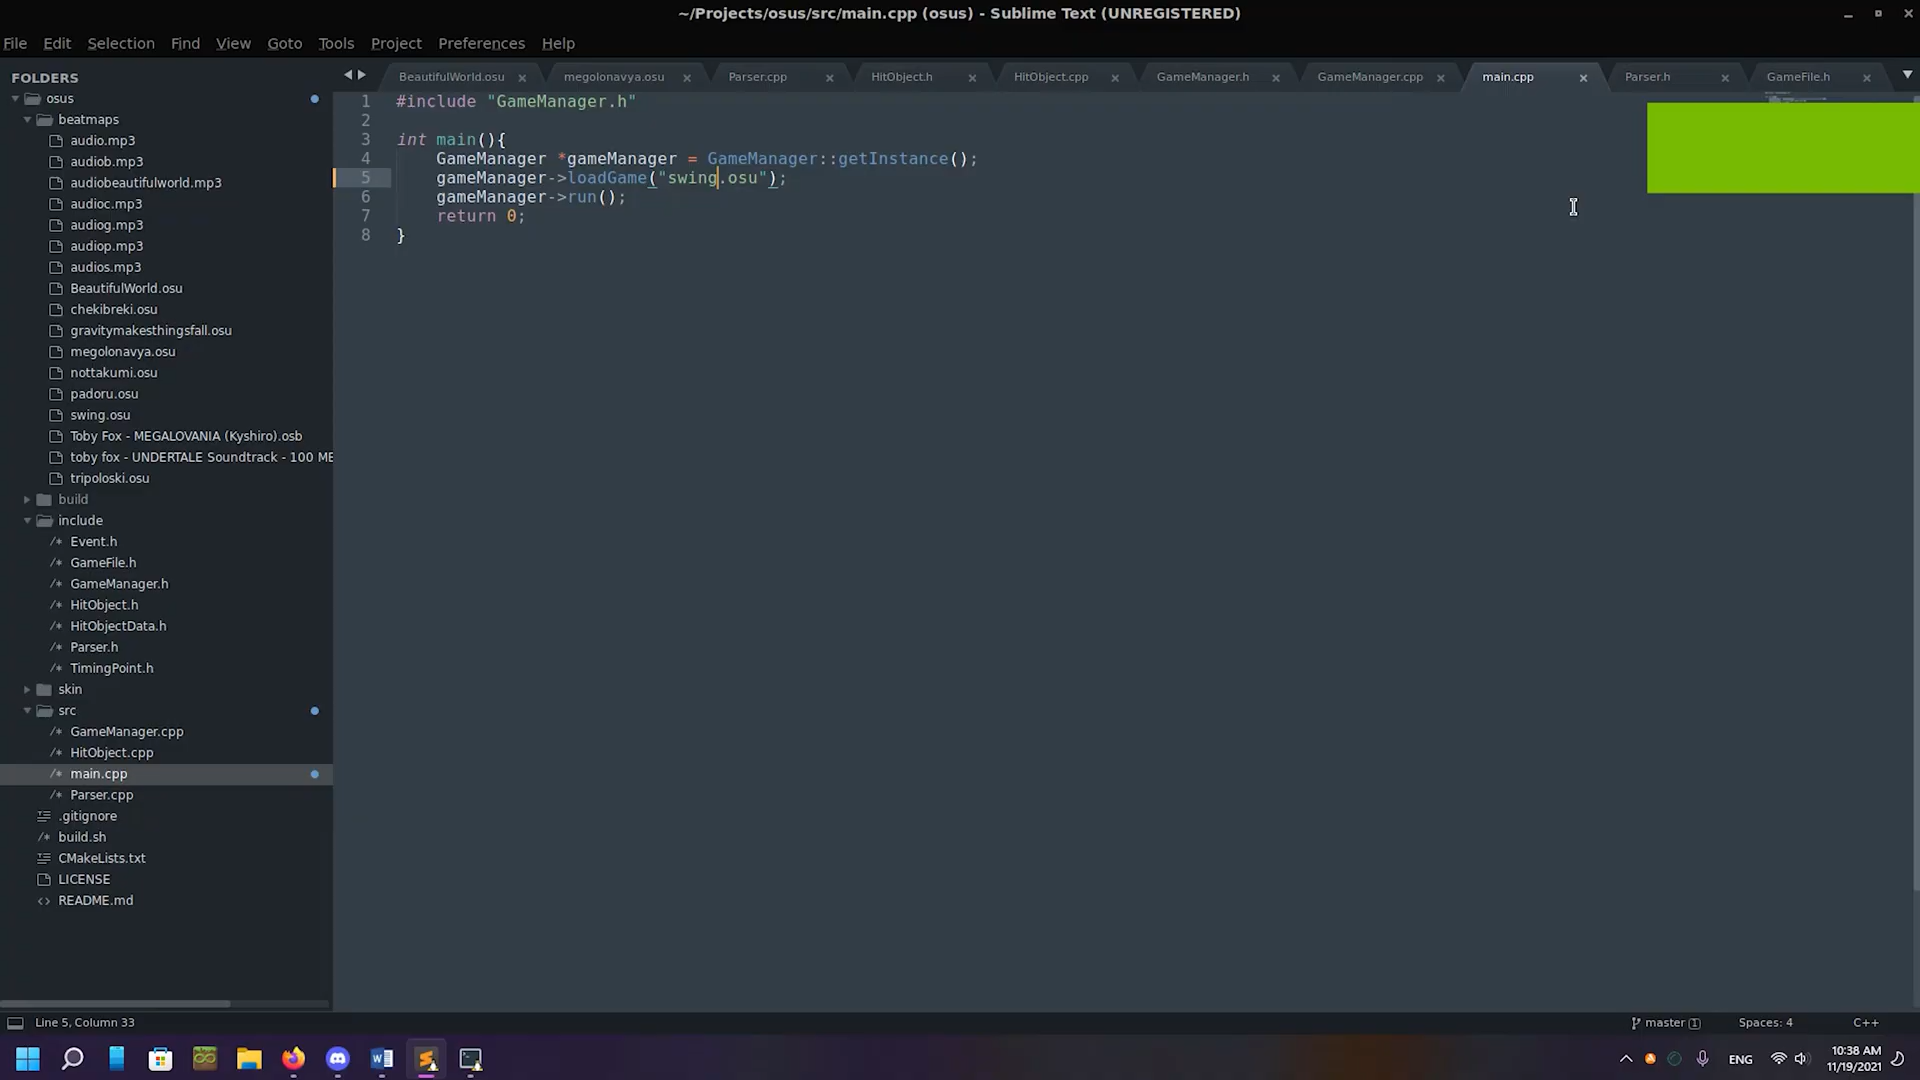 ~/Projects/osus/src/main.cpp (osus) - Sublime Text (UNREGISTERED)
File Edit Selection Find View Goto Tools Project Preferences Help
FOLDERS
BeautifulWorld.osu megolonavya.osu Parser.cpp HitObject.h HitObject.cpp GameManager.h GameManager.cpp main.cpp Parser.h GameFile.h
osus
beatmaps
audio.mp3
audiob.mp3
audiobeautifulworld.mp3
audioc.mp3
audiog.mp3
audiop.mp3
audios.mp3
BeautifulWorld.osu
chekibreki.osu
gravitymakesthingsfall.osu
megolonavya.osu
nottakumi.osu
padoru.osu
swing.osu
Toby Fox - MEGALOVANIA (Kyshiro).osb
toby fox - UNDERTALE Soundtrack - 100 ME
tripoloski.osu
build
include
/* Event.h
/* GameFile.h
/* GameManager.h
/* HitObject.h
/* HitObjectData.h
/* Parser.h
/* TimingPoint.h
skin
src
/* GameManager.cpp
/* HitObject.cpp
/* main.cpp
/* Parser.cpp
.gitignore
/* build.sh
CMakeLists.txt
LICENSE
<> README.md
1 #include "GameManager.h"
2
3 int main(){
4 GameManager *gameManager = GameManager::getInstance();
5 gameManager->loadGame("swing.osu");
6 gameManager->run();
7 return 0;
8 }
Line 5, Column 33
master 1 Spaces: 4 C++
ENG
10:38 AM
11/19/2021